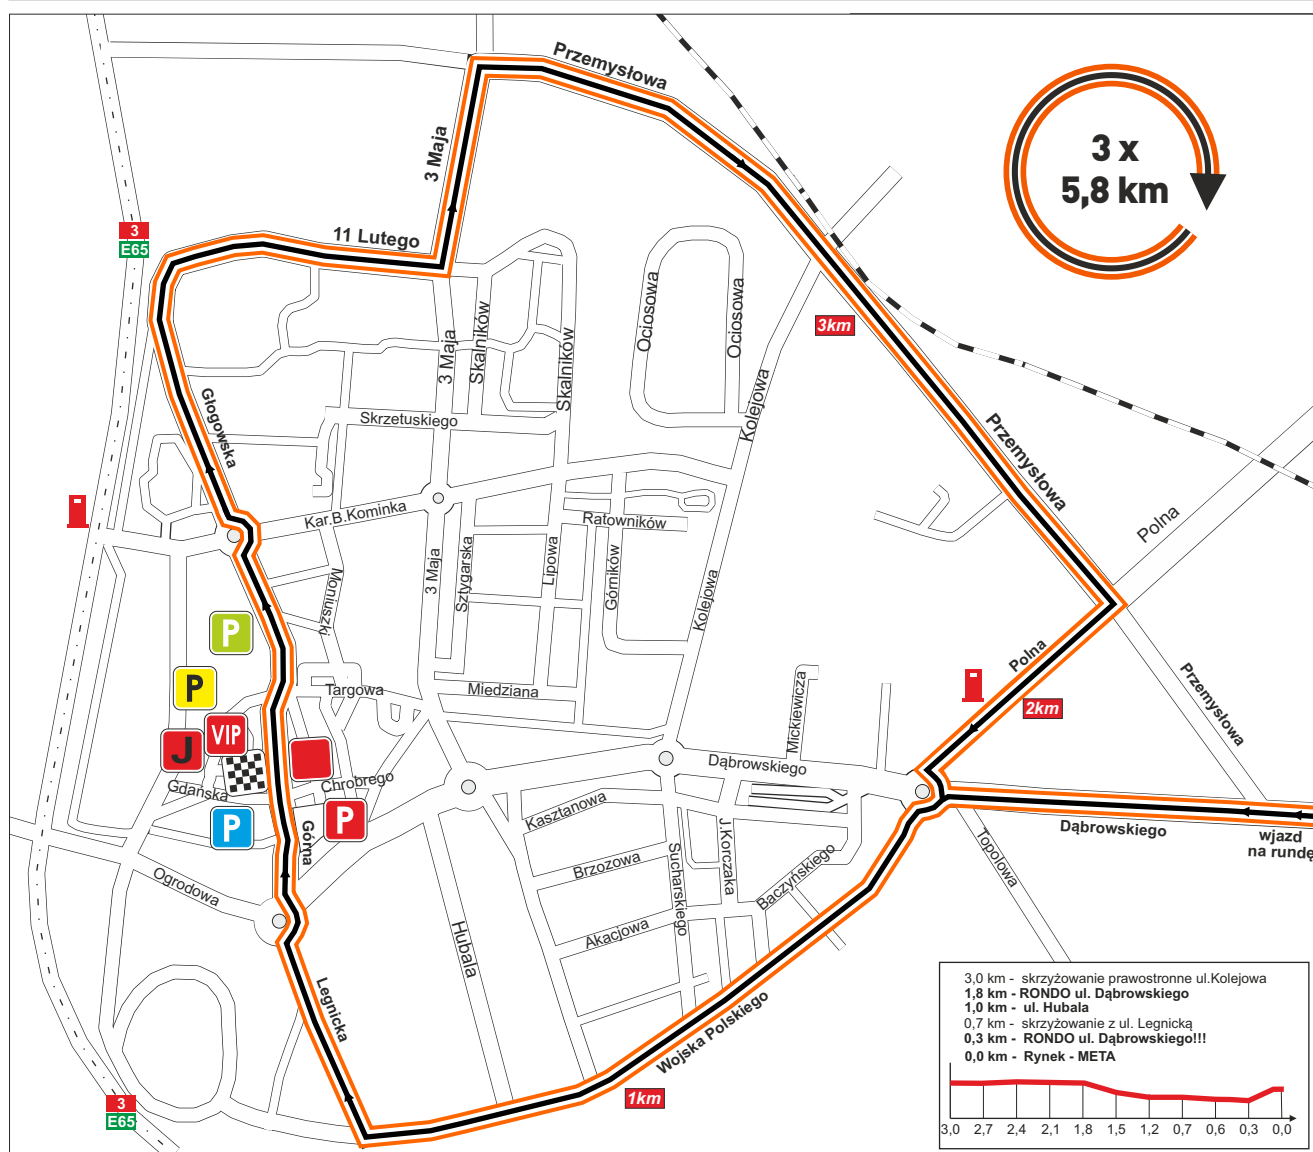 Przemysłowa
3 Maja
3 x
5,8 km
3
E65
11 Lutego
3km
Ociosowa
Ociosowa
3 Maja
Skalników
Skalników
Kolejowa
Głogowska
Skrzetuskiego
Przemysłowa
Polna
Kar.B.Kominka
Ratowników
3 Maja
Sztygarska
Lipowa
Górników
Kolejowa
Moniuszki
P
P
Targowa
Miedziana
Mickiewicza
Polna
2km
Przemysłowa
J
VIP
Gdańska
Chrobrego
P
P
Górna
Dąbrowskiego
Dąbrowskiego
wjazd
na rundę
Kasztanowa
Brzozowa
Akacjowa
Sucharskiego
J.Korczaka
Baczyńskiego
Topolowa
Ogrodowa
Hubala
Legnicka
Wojska Polskiego
1km
3
E65
3,0 km - skrzyżowanie prawostronne ul.Kolejowa
1,8 km - RONDO ul. Dąbrowskiego
1,0 km - ul. Hubala
0,7 km - skrzyżowanie z ul. Legnicką
0,3 km - RONDO ul. Dąbrowskiego!!!
0,0 km - Rynek - META
3,0 2,7 2,4 2,1 1,8 1,5 1,2 0,7 0,6 0,3 0,0